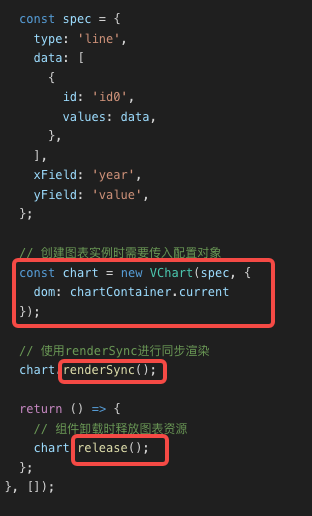 const spec = {
type: 'line',
data: [
{
id: 'id0',
values: data,
},
],
xField: 'year',
yField: 'value',
};
// 创建图表实例时需要传入配置对象
const chart = new VChart(spec, {
dom: chartContainer.current
});
// 使用renderSync进行同步渲染
chart.renderSync();
return () => {
// 组件卸载时释放图表资源
chart.release();
};
}, []);